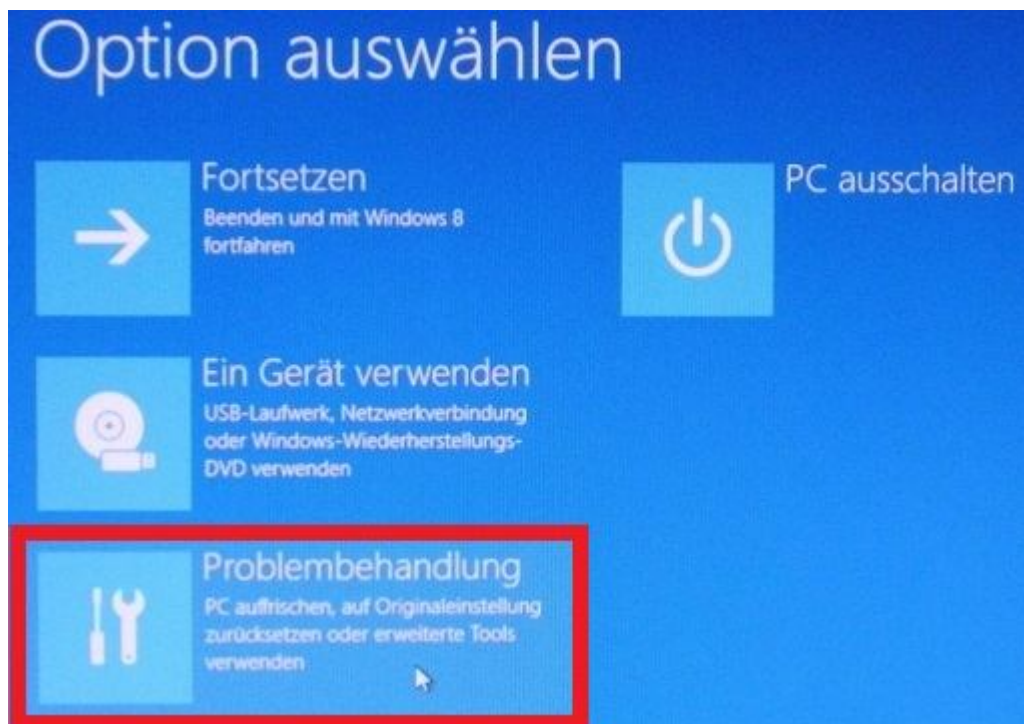 Option auswählen
Fortsetzen
Beenden und mit Windows 8
fortfahren
PC ausschalten
Ein Gerät verwenden
USB-Laufwerk, Netzwerkverbindung
oder Windows-Wiederherstellungs-
DVD verwenden
Problembehandlung
PC auffrischen, auf Originaleinstellung
zurücksetzen oder erweiterte Tools
verwenden